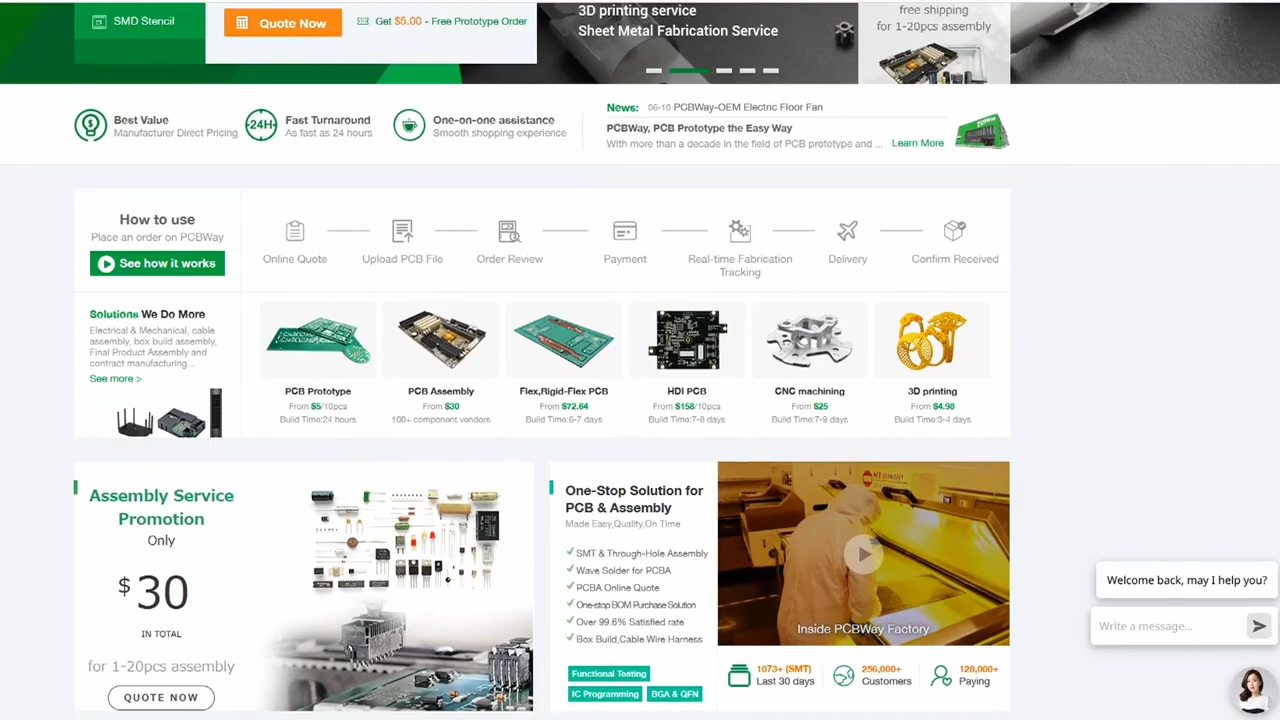 SMD Stencil
Quote Now
Get $5.00 - Free Prototype Order
3D printing service
Sheet Metal Fabrication Service
free shipping
for 1-20pcs assembly
Best Value
Manufacturer Direct Pricing
24H
Fast Turnaround
As fast as 24 hours
One-on-one assistance
Smooth shopping experience
News: 06-10 PCBWay-OEM Electric Floor Fan
PCBWay, PCB Prototype the Easy Way
With more than a decade in the field of PCB prototype and ... Learn More
How to use
Place an order on PCBWay
See how it works
Online Quote
Upload PCB File
Order Review
Payment
Real-time Fabrication
Tracking
Delivery
Confirm Received
Solutions We Do More
Electrical & Mechanical, cable
assembly, box build assembly,
Final Product Assembly and
contract manufacturing...
See more >
PCB Prototype
From $5/10pcs
Build Time:24 hours
PCB Assembly
From $30
100+ component vendors
Flex,Rigid-Flex PCB
From $72.64
Build Time:6-7 days
HDI PCB
From $158/10pcs
Build Time:7-8 days
CNC machining
From $25
Build Time:7-9 days
3D printing
From $4.98
Build Time:3-4 days
Assembly Service
Promotion
Only
$30
IN TOTAL
for 1-20pcs assembly
QUOTE NOW
One-Stop Solution for
PCB & Assembly
Made Easy,Quality,On Time
SMT & Through-Hole Assembly
Wave Solder for PCBA
PCBA Online Quote
One-stop BOM Purchase Solution
Over 99.6% Satisfied rate
Box Build,Cable Wire Harness
Functional Testing
IC Programming
BGA & QFN
Inside PCBWay Factory
1073+ (SMT)
Last 30 days
256,000+
Customers
128,000+
Paying
Welcome back, may I help you?
Write a message...